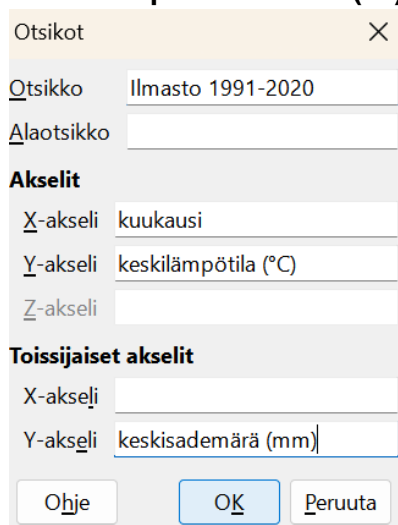 Otsikot
Otsikko Ilmasto 1991-2020
Alaotsikko
Akselit
X-akseli kuukausi
Y-akseli keskilämpötila (°C)
Z-akseli
Toissijaiset akselit
X-akseli
Y-akseli keskisademärä (mm)
Ohje OK Peruuta